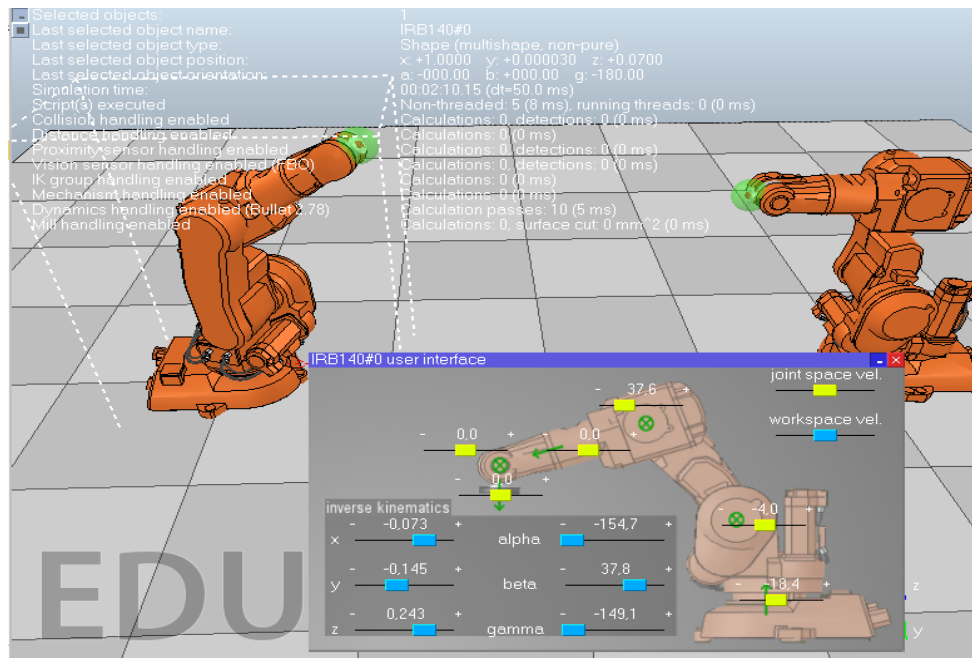 Selected objects: 1
Last selected object name: IRB140#0
Last selected object type: Shape (multishape, non-pure)
Last selected object position: x: +1.0000 y: +0.000030 z: +0.0700
Last selected object orientation: a: -000.00 b: +000.00 g: -180.00
Simulation time: 00:02:10.15 (dt=50.0 ms)
Script(s) executed Non-threaded: 5 (8 ms), running threads: 0 (0 ms)
Collision handling enabled Calculations: 0, detections: 0 (0 ms)
Distance handling enabled Calculations: 0 (0 ms)
Proximity sensor handling enabled Calculations: 0, detections: 0 (0 ms)
Vision sensor handling enabled (FBO) Calculations: 0, detections: 0 (0 ms)
IK group handling enabled Calculations: 0 (0 ms)
Mechanism handling enabled Calculations: 0 (0 ms)
Dynamics handling enabled (Bullet 2.78) Calculation passes: 10 (5 ms)
Mill handling enabled Calculations: 0, surface cut: 0 mm^2 (0 ms)
IRB140#0 user interface
joint space vel.
- 37,6 +
workspace vel.
- 0,0 + - 0,0 +
- 0,0 +
inverse kinematics
- -4,0 +
- -0,073 + - -154,7 +
x alpha
- -0,145 + - 37,8 +
y beta
- -18,4 +
- 0,243 + - -149,1 +
z gamma
EDU
z
y